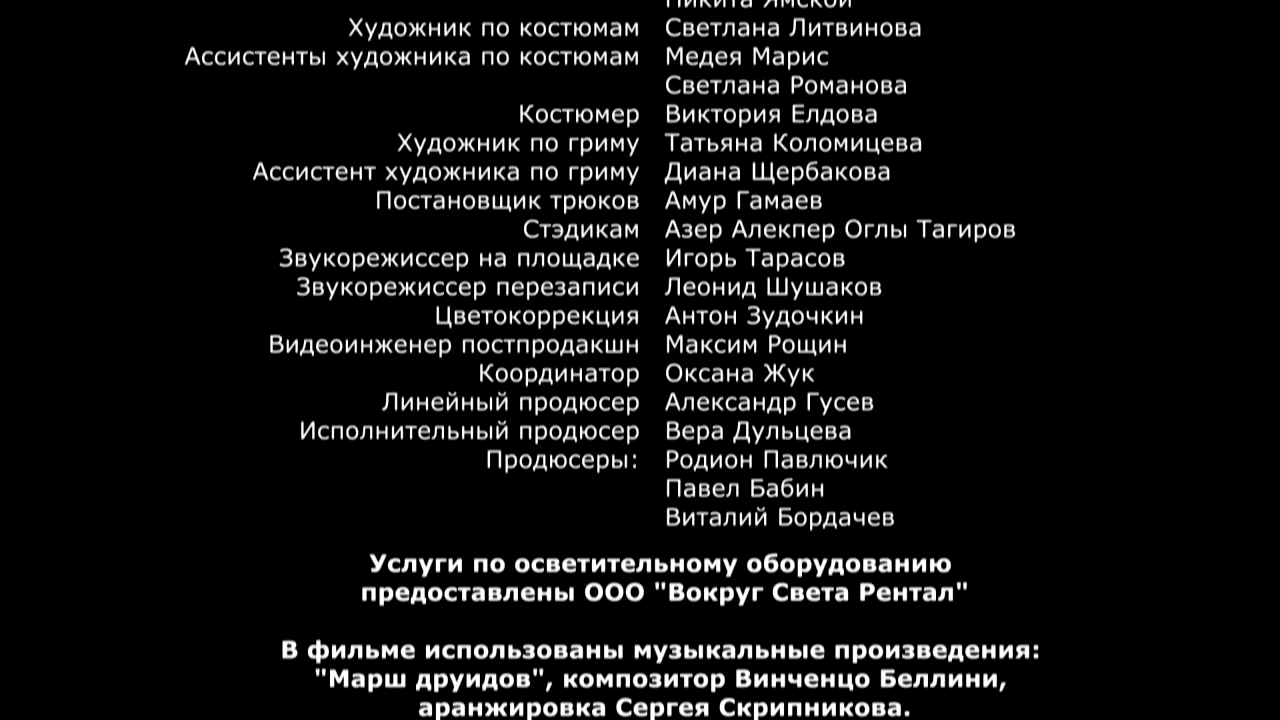 Никита Ямской
Художник по костюмам Светлана Литвинова
Ассистенты художника по костюмам Медея Марис
Светлана Романова
Костюмер Виктория Елдова
Художник по гриму Татьяна Коломицева
Ассистент художника по гриму Диана Щербакова
Постановщик трюков Амур Гамаев
Стэдикам Азер Алекпер Оглы Тагиров
Звукорежиссер на площадке Игорь Тарасов
Звукорежиссер перезаписи Леонид Шушаков
Цветокоррекция Антон Зудочкин
Видеоинженер постпродакшн Максим Рощин
Координатор Оксана Жук
Линейный продюсер Александр Гусев
Исполнительный продюсер Вера Дульцева
Продюсеры: Родион Павлючик
Павел Бабин
Виталий Бордачев
Услуги по осветительному оборудованию
предоставлены ООО "Вокруг Света Рентал"
В фильме использованы музыкальные произведения:
"Марш друидов", композитор Винченцо Беллини,
аранжировка Сергея Скрипникова.